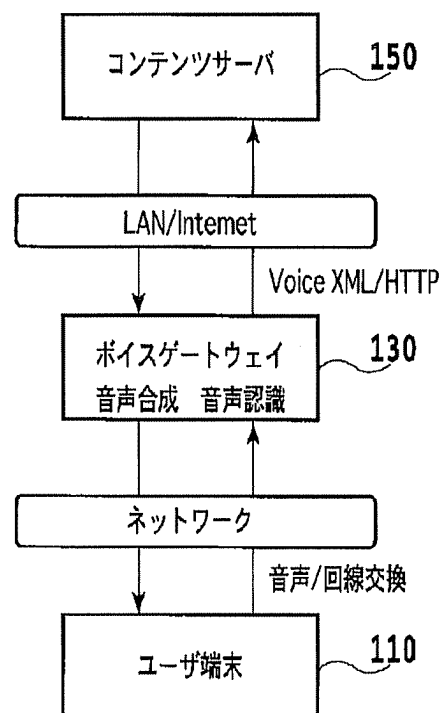 コンテンツサーバ
150
LAN/Internet
Voice XML/HTTP
ボイスゲートウェイ
130
音声合成 音声認識
ネットワーク
音声/回線交換
ユーザ端末
110